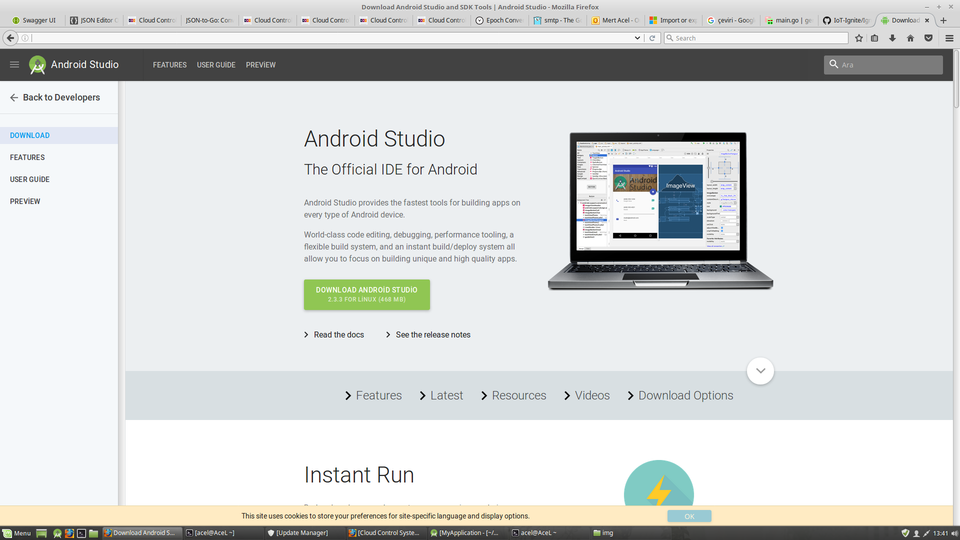 Download Android Studio and SDK Tools | Android Studio - Mozilla Firefox
Swagger UI
JSON Editor O
Cloud Contro
JSON-to-Go: Con
Cloud Contro
Cloud Contro
Cloud Contro
Cloud Contro
Epoch Conve
smtp - The G
Mert Acel - O
Import or ex
çeviri - Googl
main.go | ge
IoT-Ignite/Ig
Download
Search
Android Studio
FEATURES
USER GUIDE
PREVIEW
Ara
Back to Developers
DOWNLOAD
FEATURES
USER GUIDE
PREVIEW
Android Studio
The Official IDE for Android
Android Studio provides the fastest tools for building apps on
every type of Android device.
World-class code editing, debugging, performance tooling, a
flexible build system, and an instant build/deploy system all
allow you to focus on building unique and high quality apps.
DOWNLOAD ANDROID STUDIO
2.3.3 FOR LINUX (468 MB)
Read the docs
See the release notes
ImageView
Features
Latest
Resources
Videos
Download Options
Instant Run
This site uses cookies to store your preferences for site-specific language and display options.
OK
Menu
Download Android S...
[acel@AceL ~]
[Update Manager]
[Cloud Control Syste...
[MyApplication - [~/...
acel@AceL ~
img
13:41